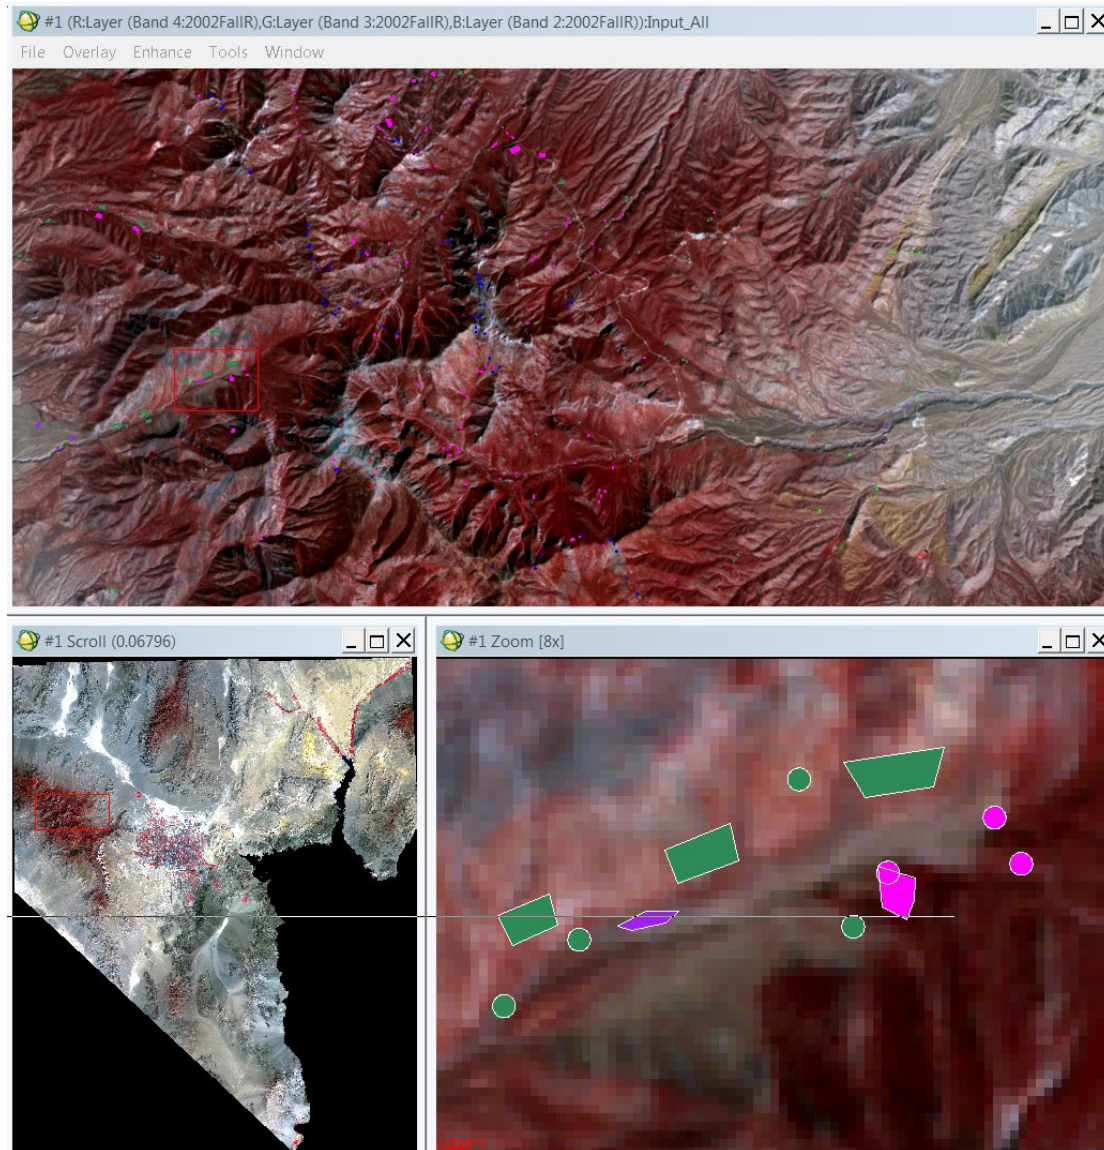 #1 (R:Layer (Band 4:2002FallR),G:Layer (Band 3:2002FallR),B:Layer (Band 2:2002FallR)):Input_All
File Overlay Enhance Tools Window
#1 Scroll (0.06796)
#1 Zoom [8x]